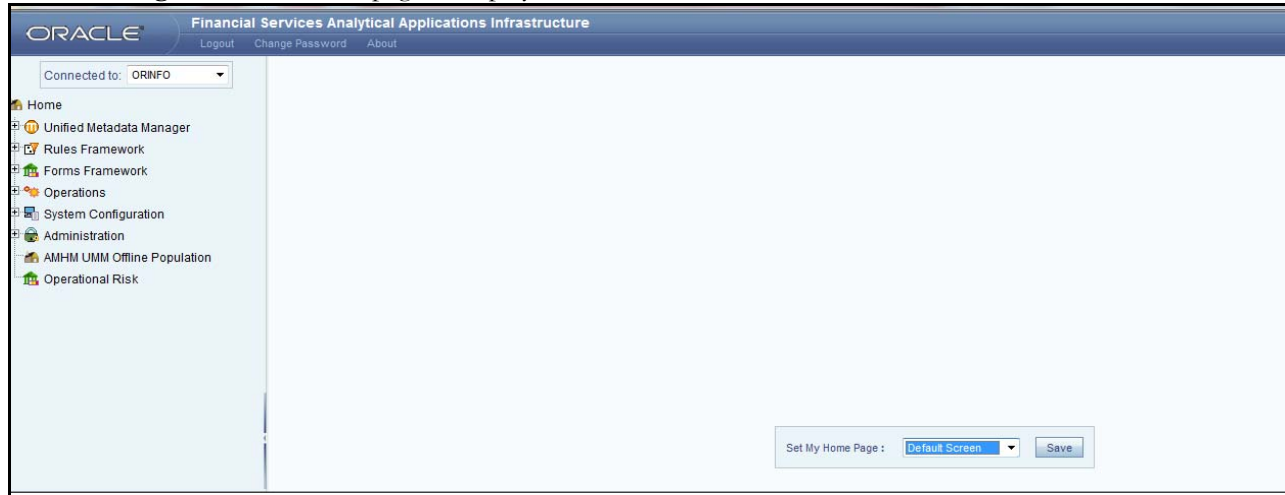 ORACLE
Financial Services Analytical Applications Infrastructure
Logout Change Password About
Connected to: ORINFO
Home
Unified Metadata Manager
Rules Framework
Forms Framework
Operations
System Configuration
Administration
AMHM UMM Offline Population
Operational Risk
Set My Home Page : Default Screen Save